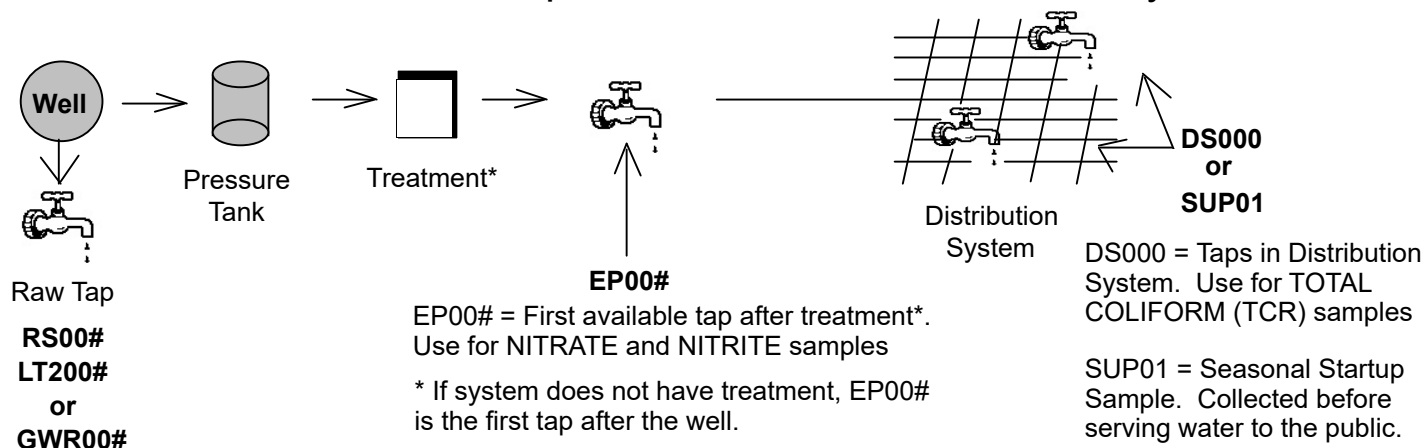 Well
Pressure
Tank
Treatment*
Raw Tap
RS00#
LT200#
or
GWR00#
EP00#
EP00# = First available tap after treatment*.
Use for NITRATE and NITRITE samples
* If system does not have treatment, EP00#
is the first tap after the well.
Distribution
System
DS000
or
SUP01
DS000 = Taps in Distribution
System. Use for TOTAL
COLIFORM (TCR) samples
SUP01 = Seasonal Startup
Sample. Collected before
serving water to the public.